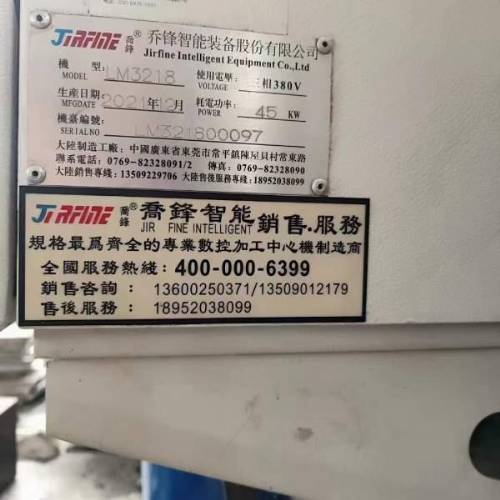 JIRFINE 喬鋒 ® 乔锋智能装备股份有限公司
Jirfine Intelligent Equipment Co.,Ltd
機 型: LM3218 使用電壓: 三相380V
MODEL VOLTAGE
生産日期: 2021年12月 耗電功率: 45 KW
MFGDATE POWER
機臺編號: LM321800097
SERIALNO
大陸制造工廠: 中國廣東省東莞市常平鎮陳屋貝村常東路
聯系電話: 0769-82328091/2 傳真: 0769-82328090
大陸銷售專綫: 13509229706 大陸售後服務專綫: 18952038099
JIRFINE 喬鋒 ® 喬鋒智能 銷售.服務
JIR FINE INTELLIGENT
規格最爲齊全的專業數控加工中心機制造商
全國服務熱綫: 400-000-6399
銷售咨詢: 13600250371/13509012179
售後服務: 18952038099